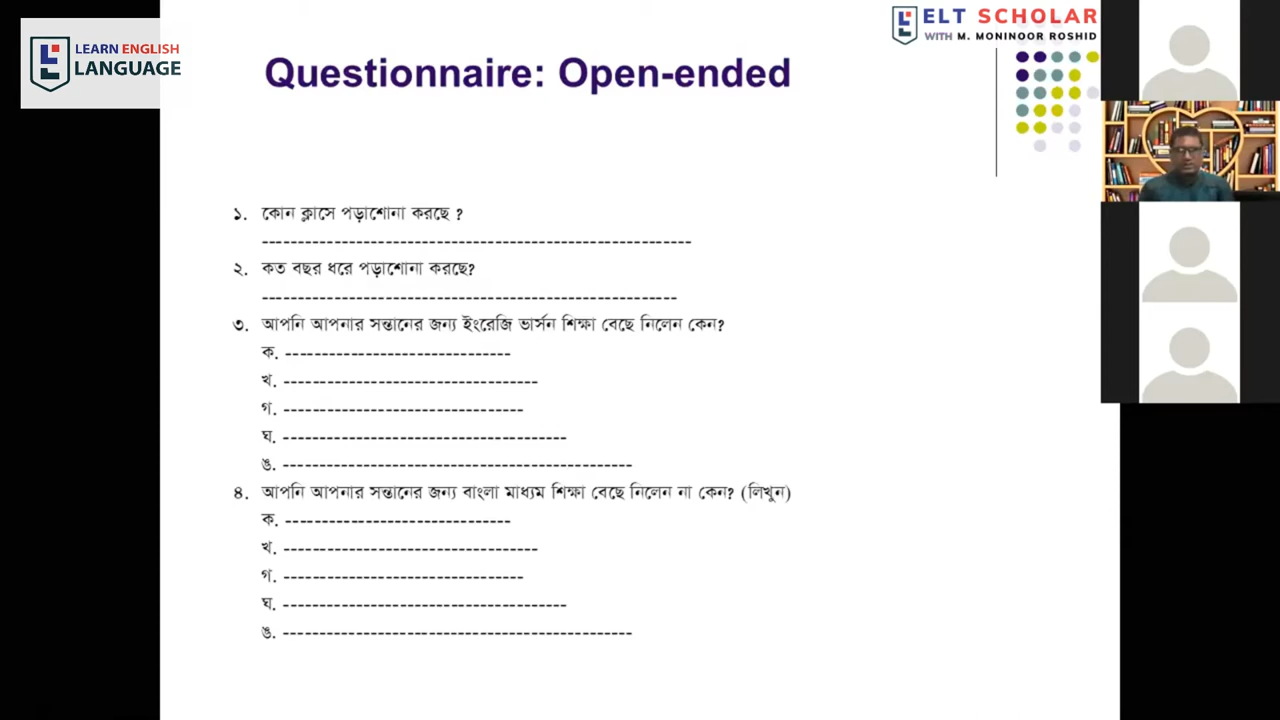 LEARN ENGLISH
LANGUAGE
ELT SCHOLAR
WITH M. MONINOOR ROSHID
Questionnaire: Open-ended
১. কোন ক্লাসে পড়াশোনা করছে ?
২. কত বছর ধরে পড়াশোনা করছে?
৩. আপনি আপনার সন্তানের জন্য ইংরেজি ভার্সন শিক্ষা বেছে নিলেন কেন?
ক. -------------------------------
খ. -----------------------------------
গ. ---------------------------------
ঘ. ---------------------------------------
ঙ. ------------------------------------------------
৪. আপনি আপনার সন্তানের জন্য বাংলা মাধ্যম শিক্ষা বেছে নিলেন না কেন? (লিখুন)
ক. -------------------------------
খ. -----------------------------------
গ. ---------------------------------
ঘ. ---------------------------------------
ঙ. ------------------------------------------------